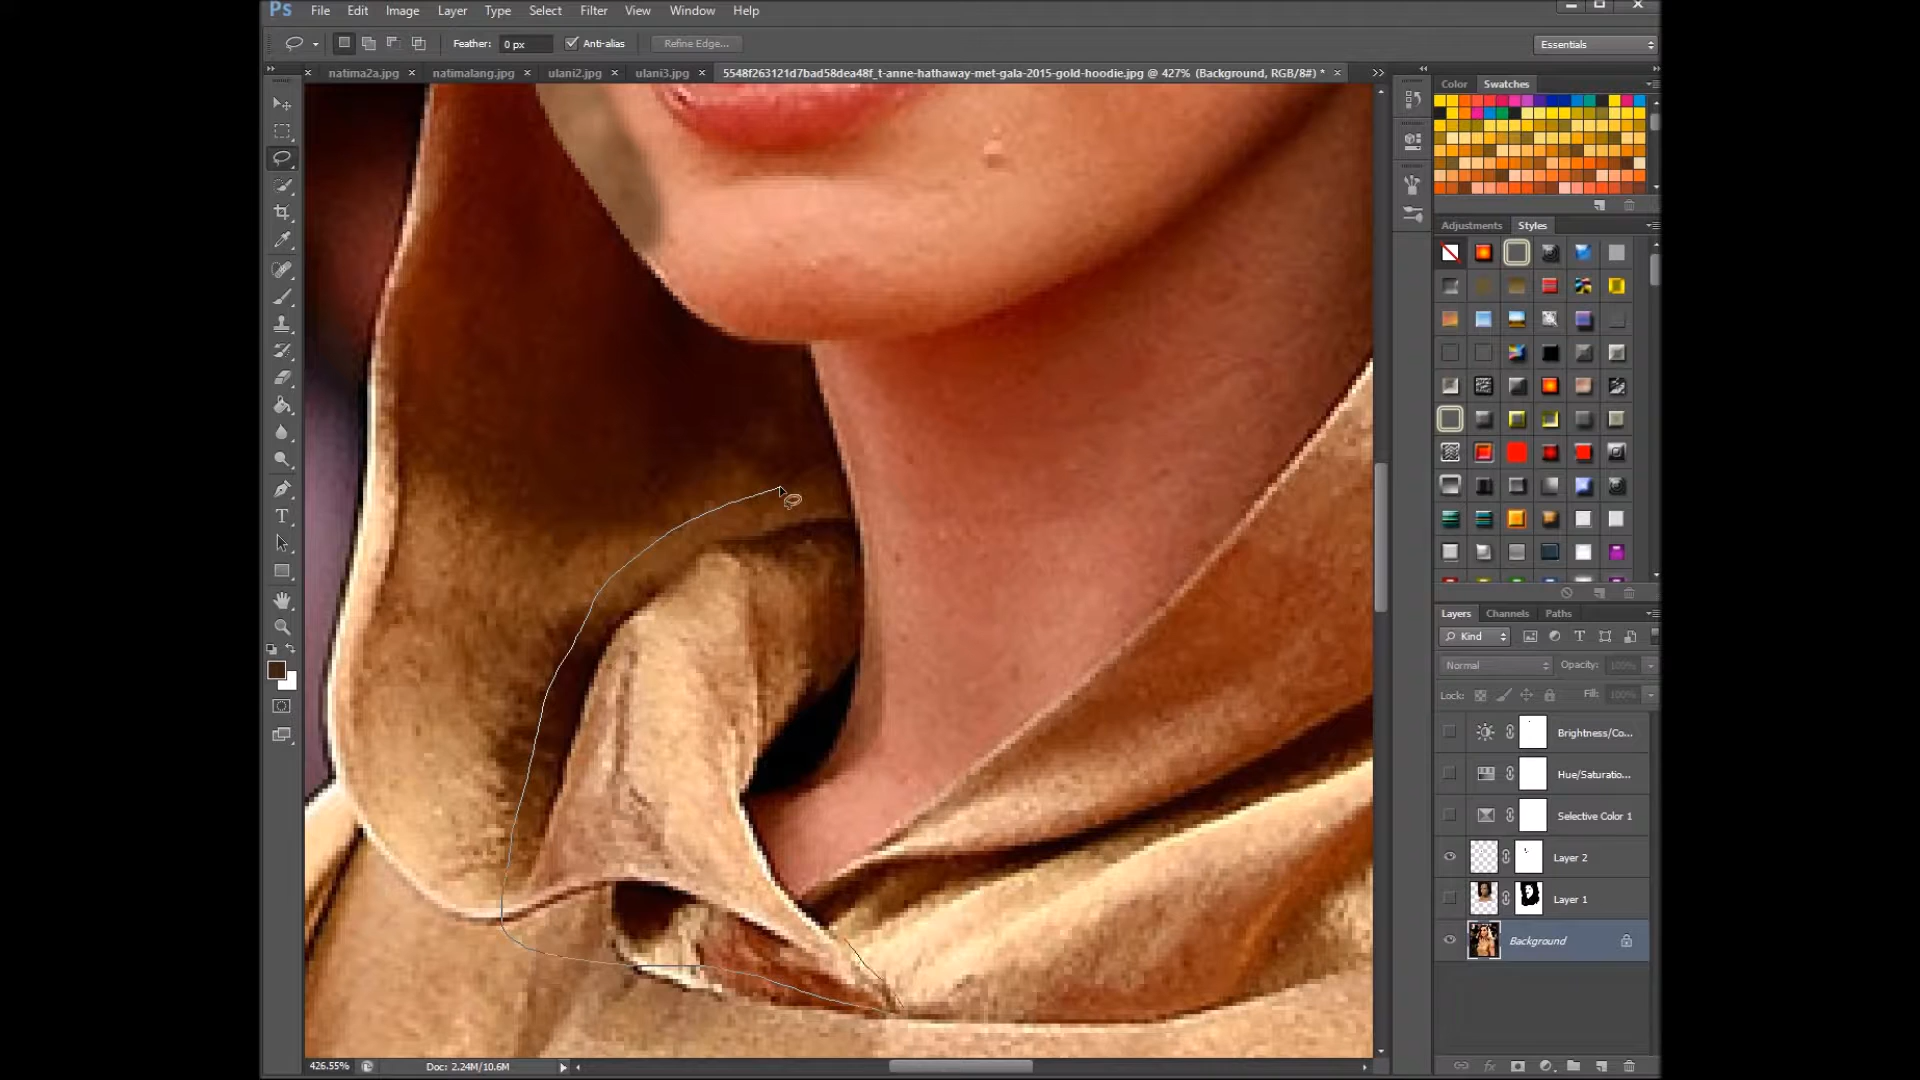 Ps File Edit Image Layer Type Select Filter View Window Help
Feather: 0 px Anti-alias Refine Edge... Essentials
natima2a.jpg natimalang.jpg ulani2.jpg ulani3.jpg 5548f263121d7bad58dea48f_t-anne-hathaway-met-gala-2015-gold-hoodie.jpg @ 427% (Background, RGB/8#) *
Color Swatches
Adjustments Styles
Layers Channels Paths
Kind
Normal Opacity: 100%
Lock: Fill: 100%
Brightness/Co...
Hue/Saturatio...
Selective Color 1
Layer 2
Layer 1
Background
426.55% Doc: 2.24M/10.6M